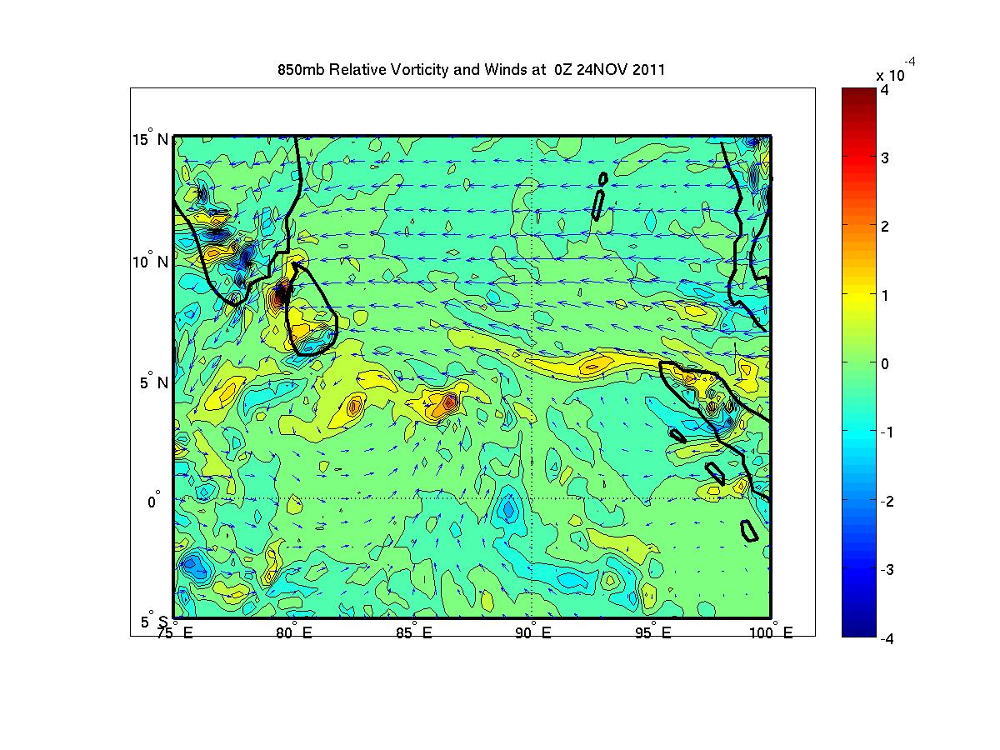 850mb Relative Vorticity and Winds at 0Z 24NOV 2011
x 10 -4
15° N
10° N
5° N
0°
5° S
75° E
80° E
85° E
90° E
95° E
100° E
4
3
2
1
0
-1
-2
-3
-4